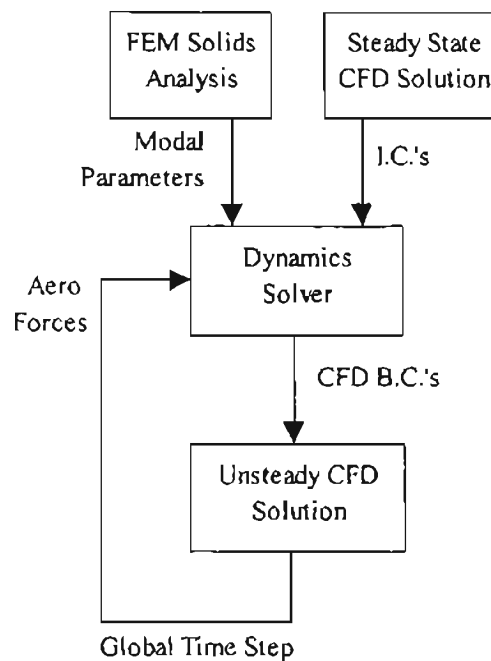 FEM Solids
Analysis
Steady State
CFD Solution
Modal
Parameters
I.C.'s
Dynamics
Solver
Aero
Forces
CFD B.C.'s
Unsteady CFD
Solution
Global Time Step